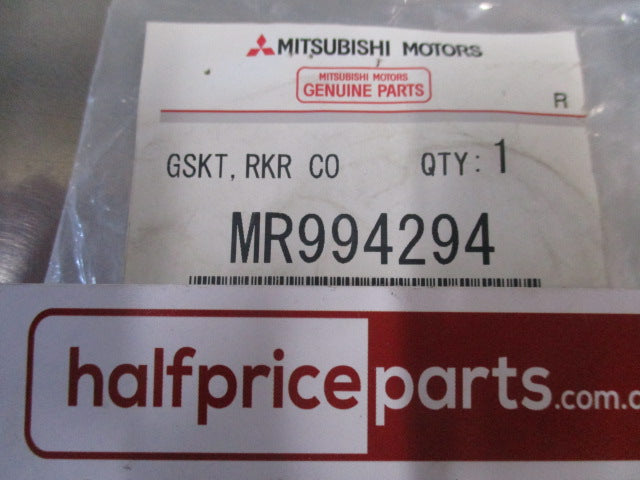 MITSUBISHI MOTORS
MITSUBISHI MOTORS
GENUINE PARTS
R
GSKT, RKR CO QTY: 1
MR994294
halfpriceparts.com.a